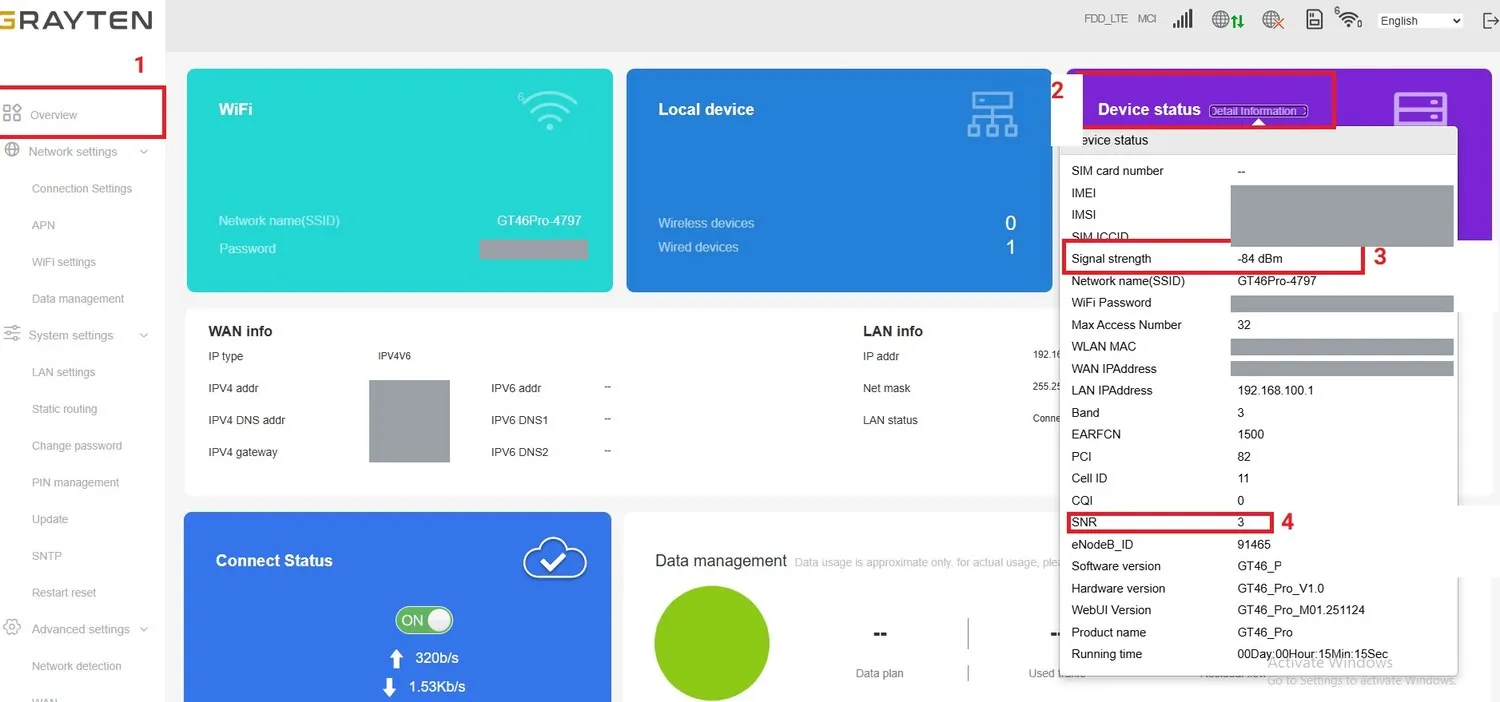 GRAYTEN
FDD_LTE MCI 6 English
1
Overview
Network settings
Connection Settings
APN
WiFi settings
Data management
System settings
LAN settings
Static routing
Change password
PIN management
Update
SNTP
Restart reset
Advanced settings
Network detection
WiFi
6
Network name(SSID) GT46Pro-4797
Password
Local device
Wireless devices 0
Wired devices 1
2
Device status Detail Information
evice status
SIM card number --
IMEI
IMSI
SIM ICCID
Signal strength -84 dBm
3
Network name(SSID) GT46Pro-4797
WiFi Password
Max Access Number 32
WLAN MAC
WAN IPAddress
LAN IPAddress 192.168.100.1
Band 3
EARFCN 1500
PCI 82
Cell ID 11
CQI 0
SNR 3
4
eNodeB_ID 91465
Software version GT46_P
Hardware version GT46_Pro_V1.0
WebUI Version GT46_Pro_M01.251124
Product name GT46_Pro
Running time 00Day:00Hour:15Min:15Sec
WAN info
IP type IPV4V6
IPV4 addr IPV6 addr --
IPV4 DNS addr IPV6 DNS1 --
IPV4 gateway IPV6 DNS2 --
LAN info
IP addr 192.16
Net mask 255.25
LAN status Conne
Connect Status
ON
320b/s
1.53Kb/s
Data management Data usage is approximate only. for actual usage, ple
-- --
Data plan Used
Activate Windows
Go to Settings to activate Windows.